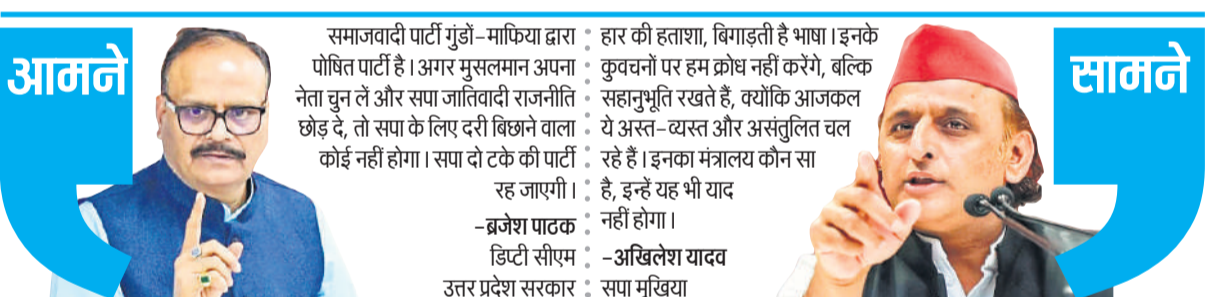 आमने
समाजवादी पार्टी गुंडों-माफिया द्वारा
पोषित पार्टी है। अगर मुसलमान अपना
नेता चुन लें और सपा जातिवादी राजनीति
छोड़ दे, तो सपा के लिए दरी बिछाने वाला
कोई नहीं होगा। सपा दो टके की पार्टी
रह जाएगी।
-ब्रजेश पाठक
डिप्टी सीएम
उत्तर प्रदेश सरकार
हार की हताशा, बिगाड़ती है भाषा। इनके
कुवचनों पर हम क्रोध नहीं करेंगे, बल्कि
सहानुभूति रखते हैं, क्योंकि आजकल
ये अस्त-व्यस्त और असंतुलित चल
रहे हैं। इनका मंत्रालय कौन सा
है, इन्हें यह भी याद
नहीं होगा।
-अखिलेश यादव
सपा मुखिया
सामने